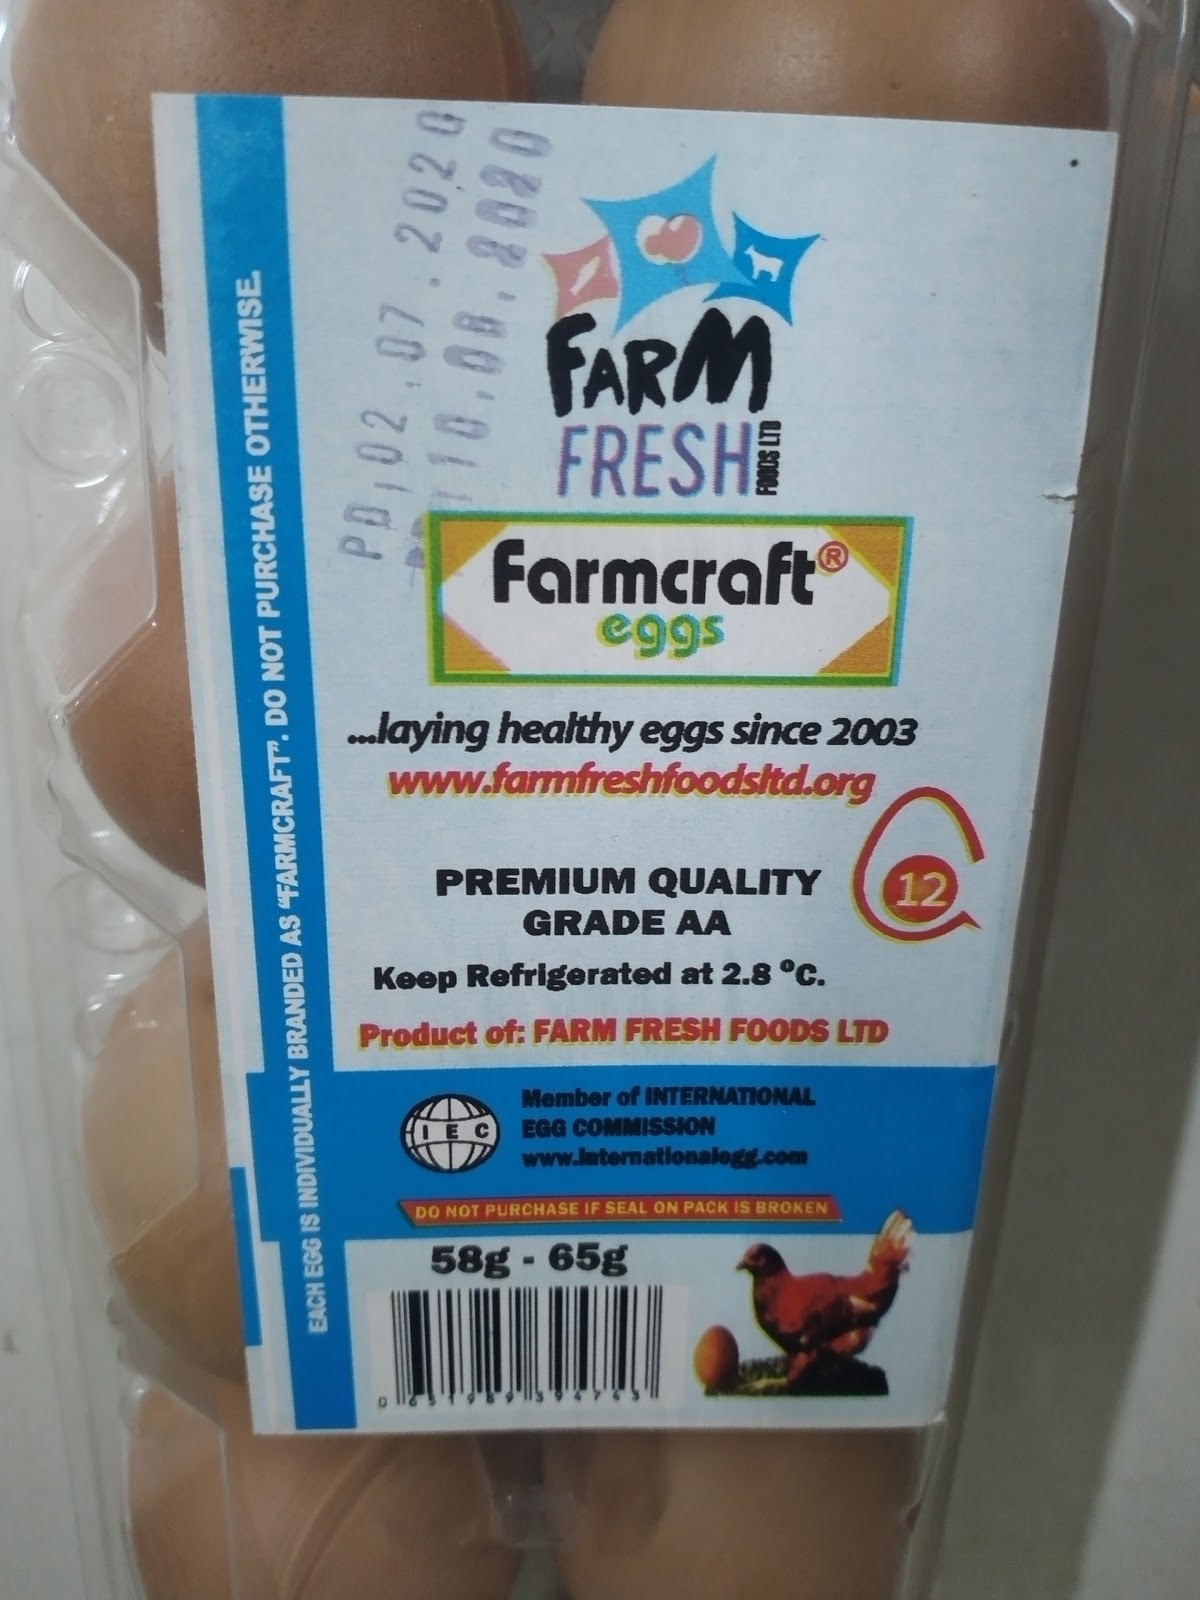 PD,02,07.2020
10,08,2020
FARM
FRESH
FOODS LTD
Farmcraft®
eggs
...laying healthy eggs since 2003
www.farmfreshfoodsltd.org
12
PREMIUM QUALITY
GRADE AA
Keep Refrigerated at 2.8 °C.
Product of: FARM FRESH FOODS LTD
IEC
Member of INTERNATIONAL
EGG COMMISSION
www.internationalegg.com
DO NOT PURCHASE IF SEAL ON PACK IS BROKEN
58g - 65g
0 651989 394743
EACH EGG IS INDIVIDUALLY BRANDED AS "FARMCRAFT". DO NOT PURCHASE OTHERWISE.